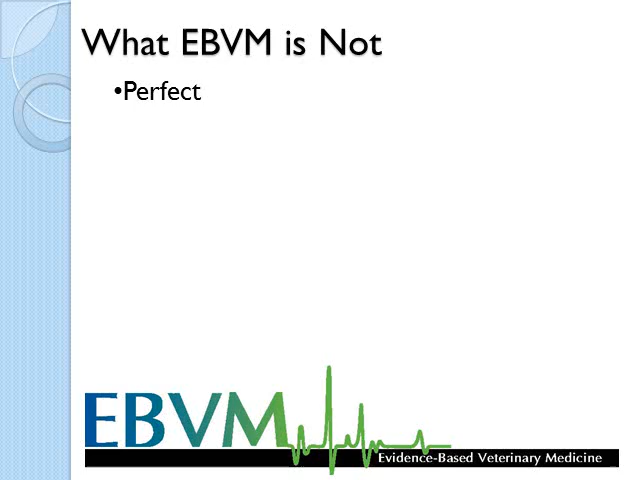 What EBVM is Not
•Perfect
EBVM
Evidence-Based Veterinary Medicine